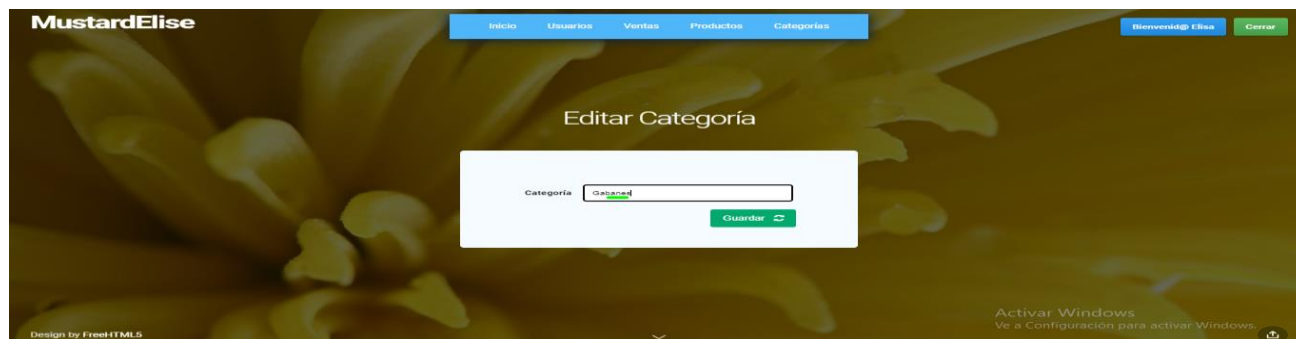 MustardElise
Inicio Usuarios Ventas Productos Categorías
Bienvenid@ Elisa Cerrar
Editar Categoría
Categoría Gabanes
Guardar
Activar Windows
Ve a Configuración para activar Windows.
Design by FreeHTML5